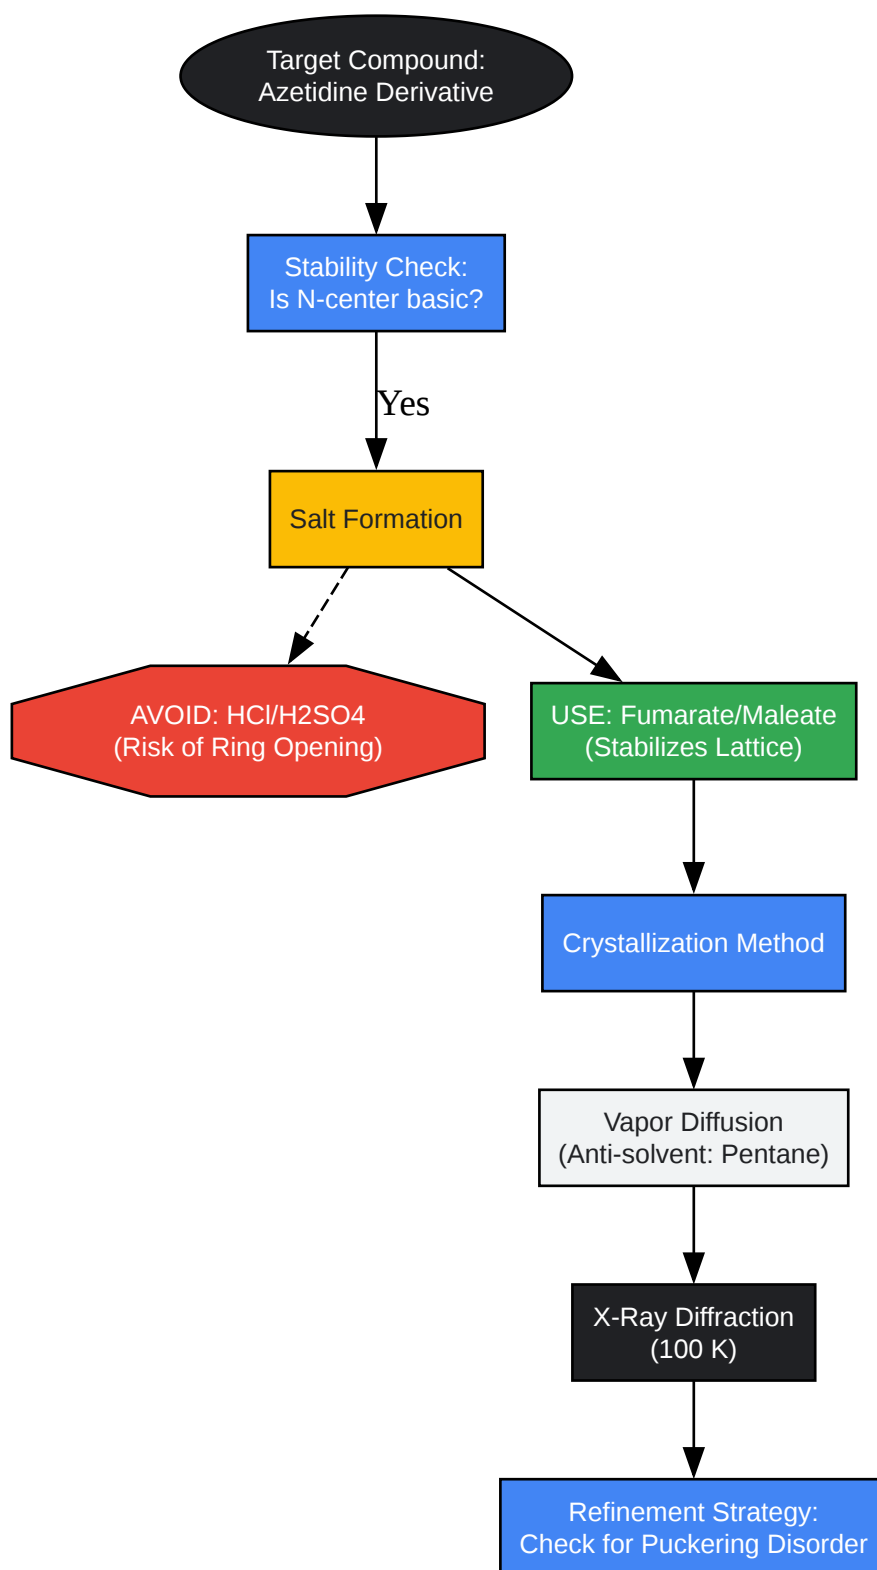 Target Compound:
Azetidine Derivative
Stability Check:
Is N-center basic?
Yes
Salt Formation
AVOID: HCl/H2SO4
(Risk of Ring Opening)
USE: Fumarate/Maleate
(Stabilizes Lattice)
Crystallization Method
Vapor Diffusion
(Anti-solvent: Pentane)
X-Ray Diffraction
(100 K)
Refinement Strategy:
Check for Puckering Disorder